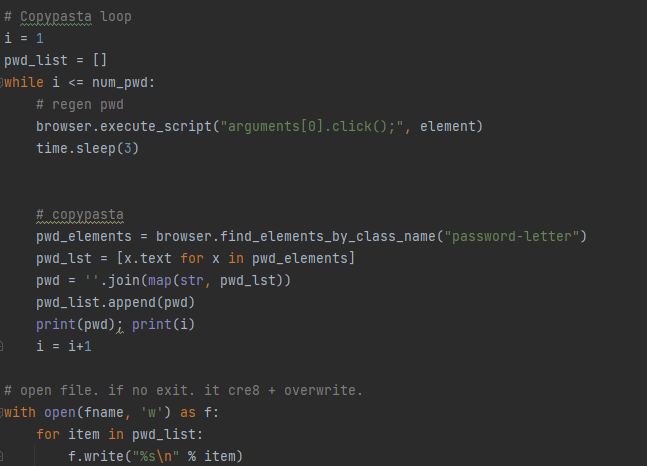 # Copypasta loop
i = 1
pwd_list = []
while i <= num_pwd:
    # regen pwd
    browser.execute_script("arguments[0].click();", element)
    time.sleep(3)
    # copypasta
    pwd_elements = browser.find_elements_by_class_name("password-letter")
    pwd_lst = [x.text for x in pwd_elements]
    pwd = ''.join(map(str, pwd_lst))
    pwd_list.append(pwd)
    print(pwd); print(i)
    i = i+1
# open file. if no exit. it cre8 + overwrite.
with open(fname, 'w') as f:
    for item in pwd_list:
        f.write("%s\n" % item)